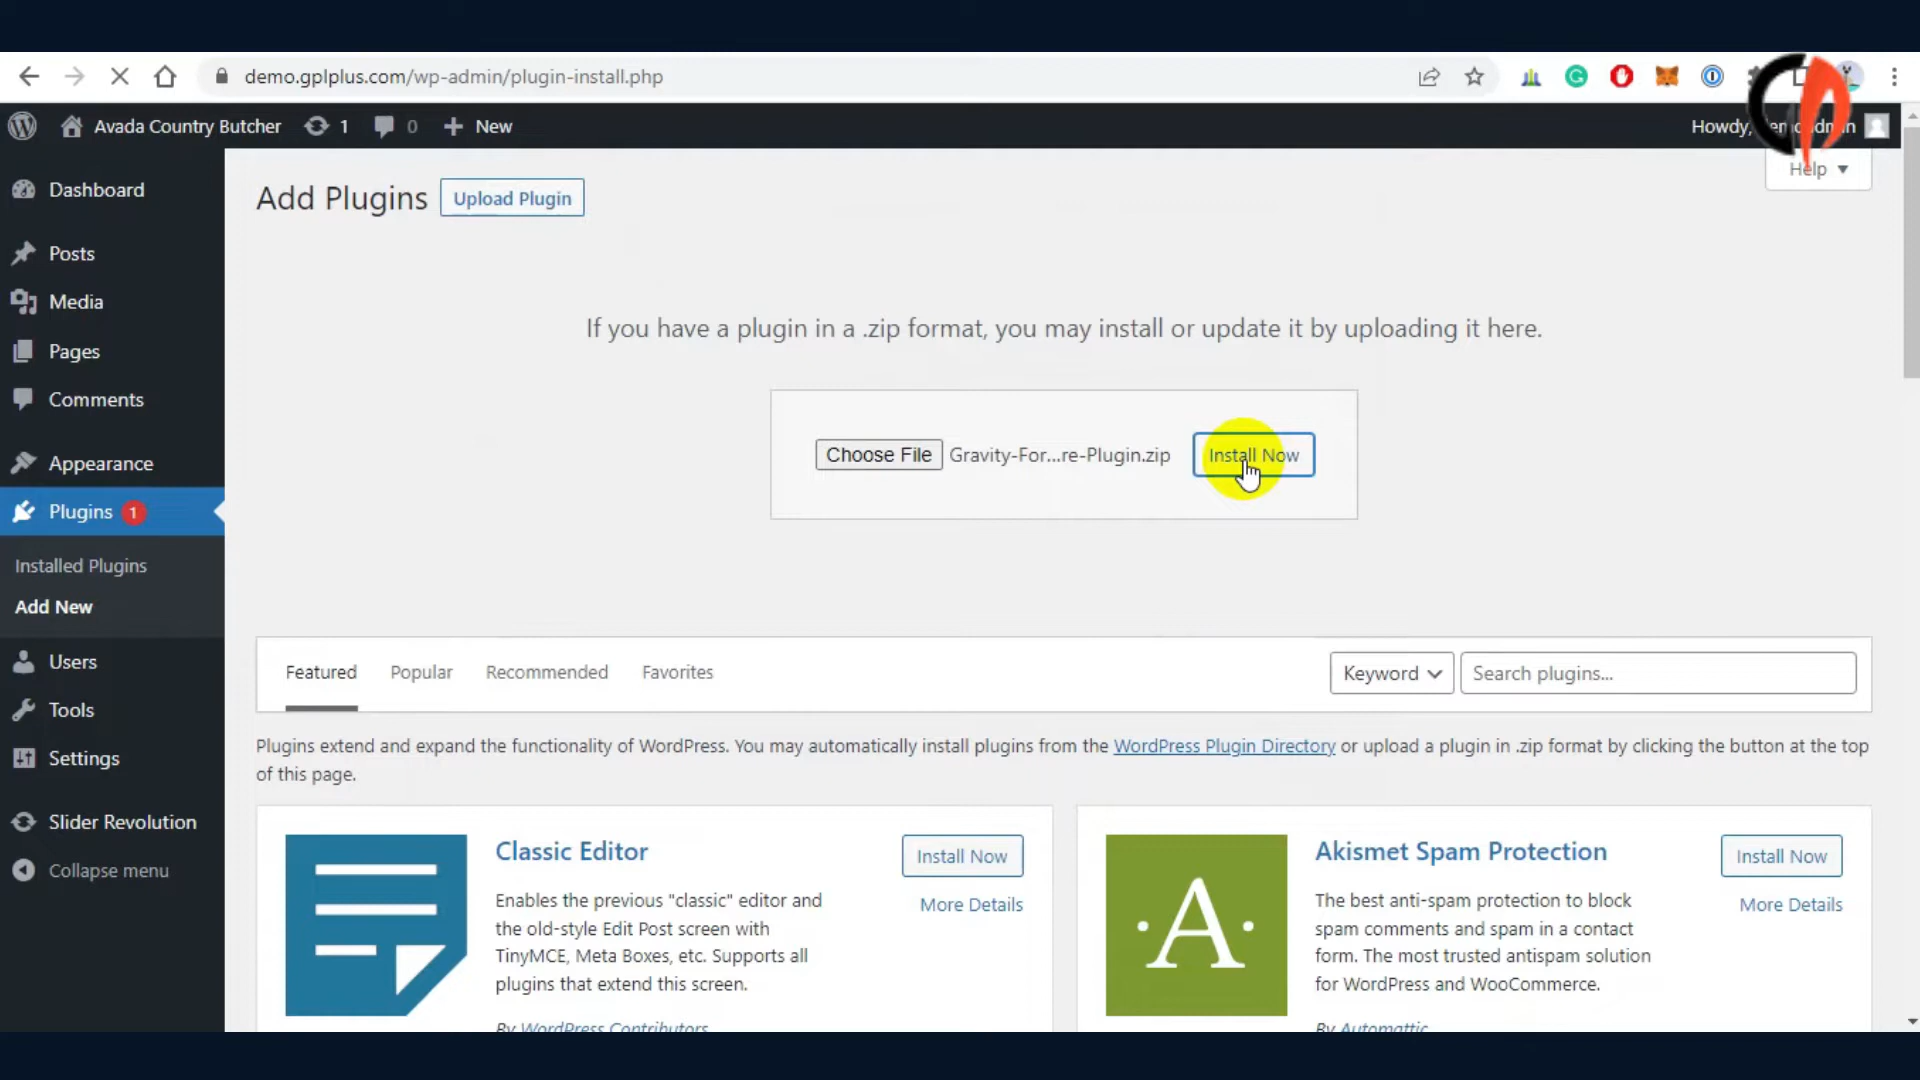 demo.gplplus.com/wp-admin/plugin-install.php
Avada Country Butcher
1
0
New
Howdy,
Help
Dashboard
Posts
Media
Pages
Comments
Appearance
Plugins 1
Installed Plugins
Add New
Users
Tools
Settings
Slider Revolution
Collapse menu
Add Plugins
Upload Plugin
If you have a plugin in a .zip format, you may install or update it by uploading it here.
Choose File Gravity-For...re-Plugin.zip
Install Now
Featured
Popular
Recommended
Favorites
Keyword
Search plugins...
Plugins extend and expand the functionality of WordPress. You may automatically install plugins from the WordPress Plugin Directory or upload a plugin in .zip format by clicking the button at the top
of this page.
Classic Editor
Install Now
More Details
Enables the previous "classic" editor and
the old-style Edit Post screen with
TinyMCE, Meta Boxes, etc. Supports all
plugins that extend this screen.
By WordPress Contributors
A
Akismet Spam Protection
Install Now
More Details
The best anti-spam protection to block
spam comments and spam in a contact
form. The most trusted antispam solution
for WordPress and WooCommerce.
By Automattic